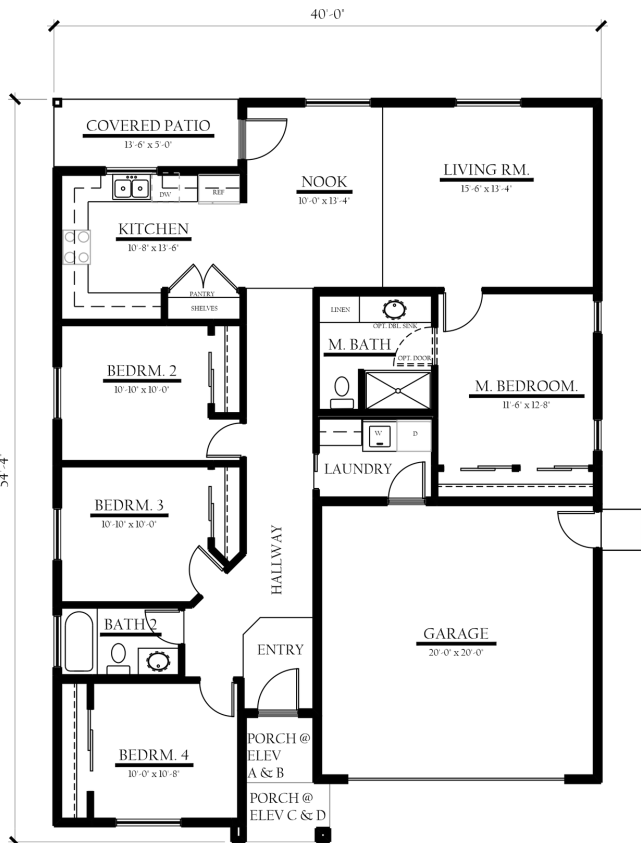 40'-0"
COVERED PATIO
13'-6" x 5'-0"
NOOK
10'-0" x 13'-4"
LIVING RM.
15'-6" x 13'-4"
DW
REF
KITCHEN
10'-8" x 13'-6"
PANTRY
SHELVES
LINEN
OPT. DBL. SINK
M. BATH
OPT. DOOR
BEDRM. 2
10'-10" x 10'-0"
M. BEDROOM.
11'-6" x 12'-8"
W
D
LAUNDRY
54'-4"
BEDRM. 3
10'-10" x 10'-0"
HALLWAY
BATH 2
ENTRY
GARAGE
20'-0" x 20'-0"
BEDRM. 4
10'-0" x 10'-8"
PORCH @
ELEV
A & B
PORCH @
ELEV C & D